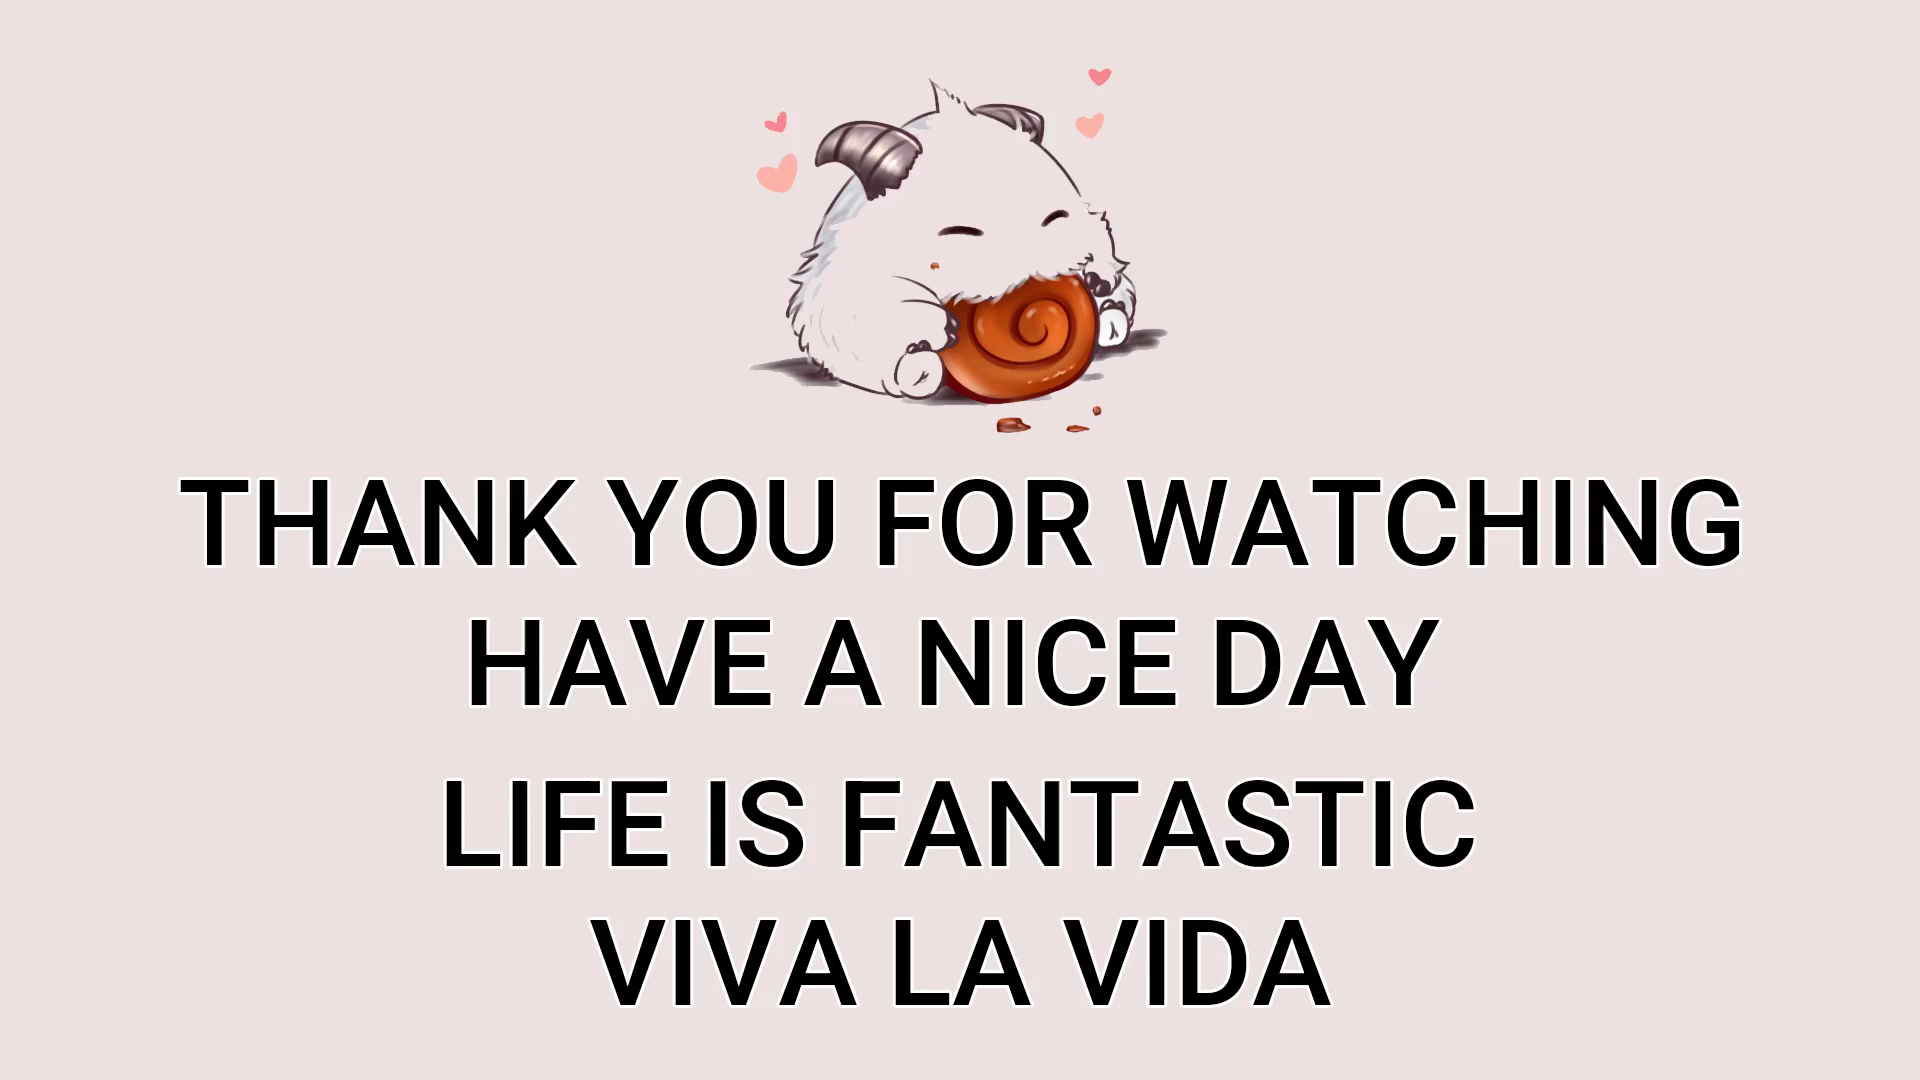 THANK YOU FOR WATCHING
HAVE A NICE DAY
LIFE IS FANTASTIC
VIVA LA VIDA